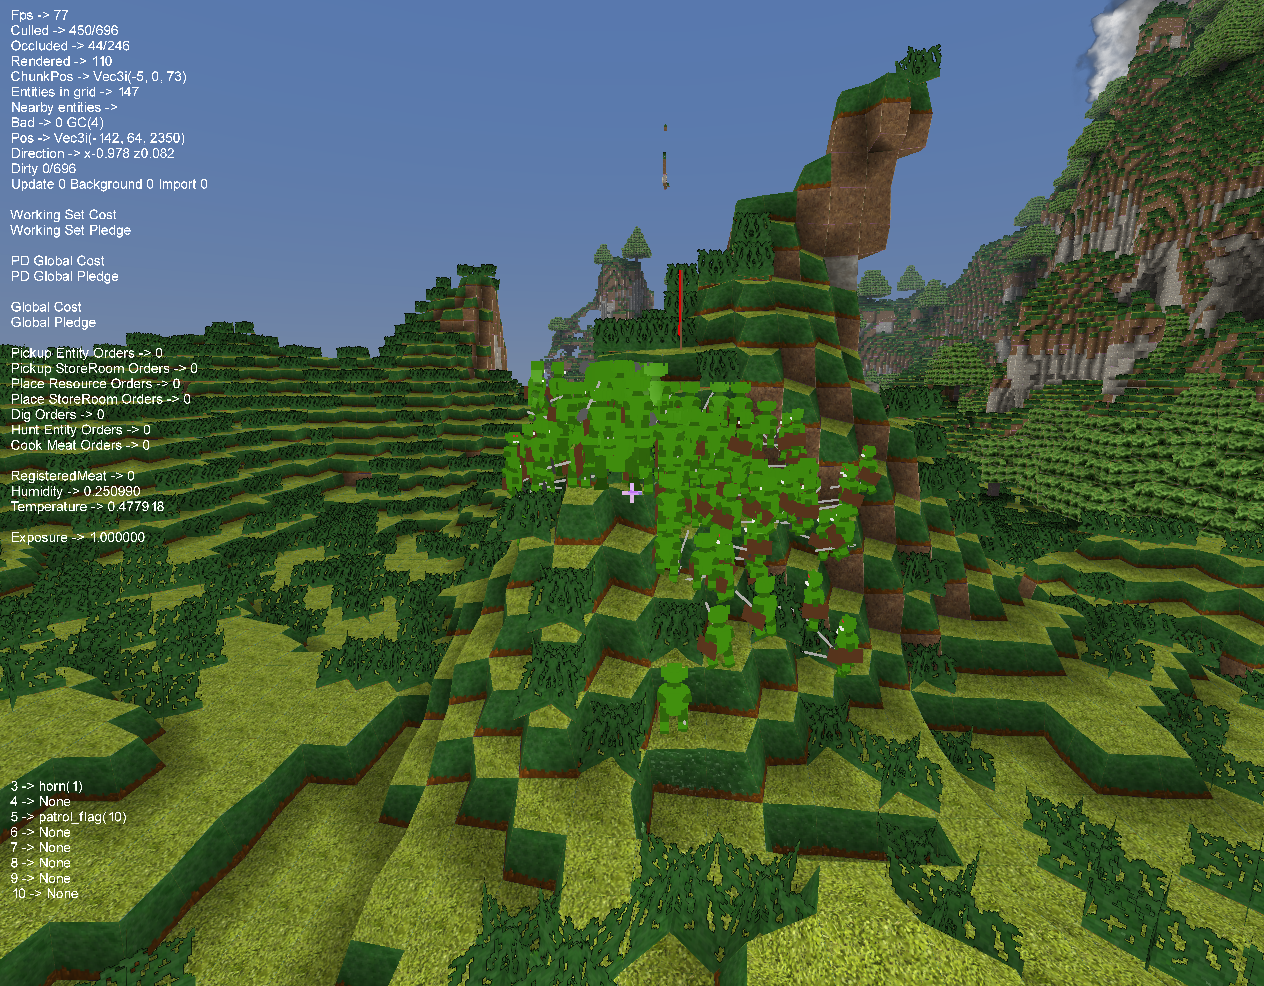 Fps -> 77
Culled -> 450/696
Occluded -> 44/246
Rendered -> 110
ChunkPos -> Vec3i(-5, 0, 73)
Entities in grid -> 147
Nearby entities ->
Bad -> 0 GC(4)
Pos -> Vec3i(-142, 64, 2350)
Direction -> x-0.978 z0.082
Dirty 0/696
Update 0 Background 0 Import 0
Working Set Cost
Working Set Pledge
PD Global Cost
PD Global Pledge
Global Cost
Global Pledge
Pickup Entity Orders -> 0
Pickup StoreRoom Orders -> 0
Place Resource Orders -> 0
Place StoreRoom Orders -> 0
Dig Orders -> 0
Hunt Entity Orders -> 0
Cook Meat Orders -> 0
RegisteredMeat -> 0
Humidity -> 0.250990
Temperature -> 0.477918
Exposure -> 1.000000
3 -> horn(1)
4 -> None
5 -> patrol_flag(10)
6 -> None
7 -> None
8 -> None
9 -> None
10 -> None